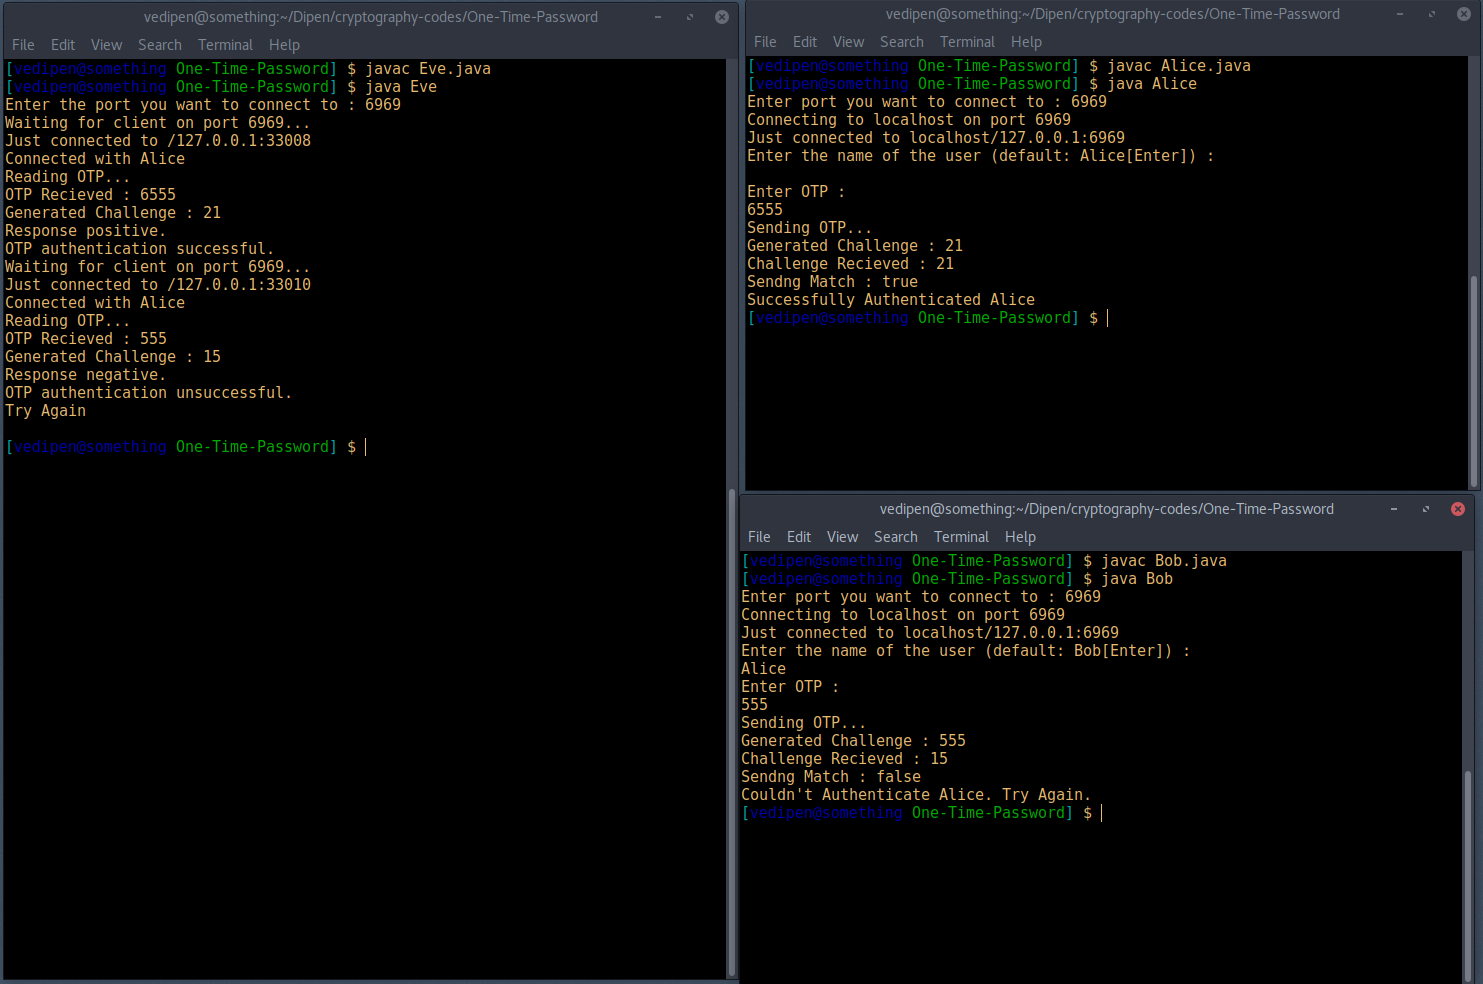 vedipen@something:~/Dipen/cryptography-codes/One-Time-Password
File Edit View Search Terminal Help
[vedipen@something One-Time-Password] $ javac Eve.java
[vedipen@something One-Time-Password] $ java Eve
Enter the port you want to connect to : 6969
Waiting for client on port 6969...
Just connected to /127.0.0.1:33008
Connected with Alice
Reading OTP...
OTP Recieved : 6555
Generated Challenge : 21
Response positive.
OTP authentication successful.
Waiting for client on port 6969...
Just connected to /127.0.0.1:33010
Connected with Alice
Reading OTP...
OTP Recieved : 555
Generated Challenge : 15
Response negative.
OTP authentication unsuccessful.
Try Again
[vedipen@something One-Time-Password] $
vedipen@something:~/Dipen/cryptography-codes/One-Time-Password
File Edit View Search Terminal Help
[vedipen@something One-Time-Password] $ javac Alice.java
[vedipen@something One-Time-Password] $ java Alice
Enter port you want to connect to : 6969
Connecting to localhost on port 6969
Just connected to localhost/127.0.0.1:6969
Enter the name of the user (default: Alice[Enter]) :
Enter OTP :
6555
Sending OTP...
Generated Challenge : 21
Challenge Recieved : 21
Sendng Match : true
Successfully Authenticated Alice
[vedipen@something One-Time-Password] $
vedipen@something:~/Dipen/cryptography-codes/One-Time-Password
File Edit View Search Terminal Help
[vedipen@something One-Time-Password] $ javac Bob.java
[vedipen@something One-Time-Password] $ java Bob
Enter port you want to connect to : 6969
Connecting to localhost on port 6969
Just connected to localhost/127.0.0.1:6969
Enter the name of the user (default: Bob[Enter]) :
Alice
Enter OTP :
555
Sending OTP...
Generated Challenge : 555
Challenge Recieved : 15
Sendng Match : false
Couldn't Authenticate Alice. Try Again.
[vedipen@something One-Time-Password] $